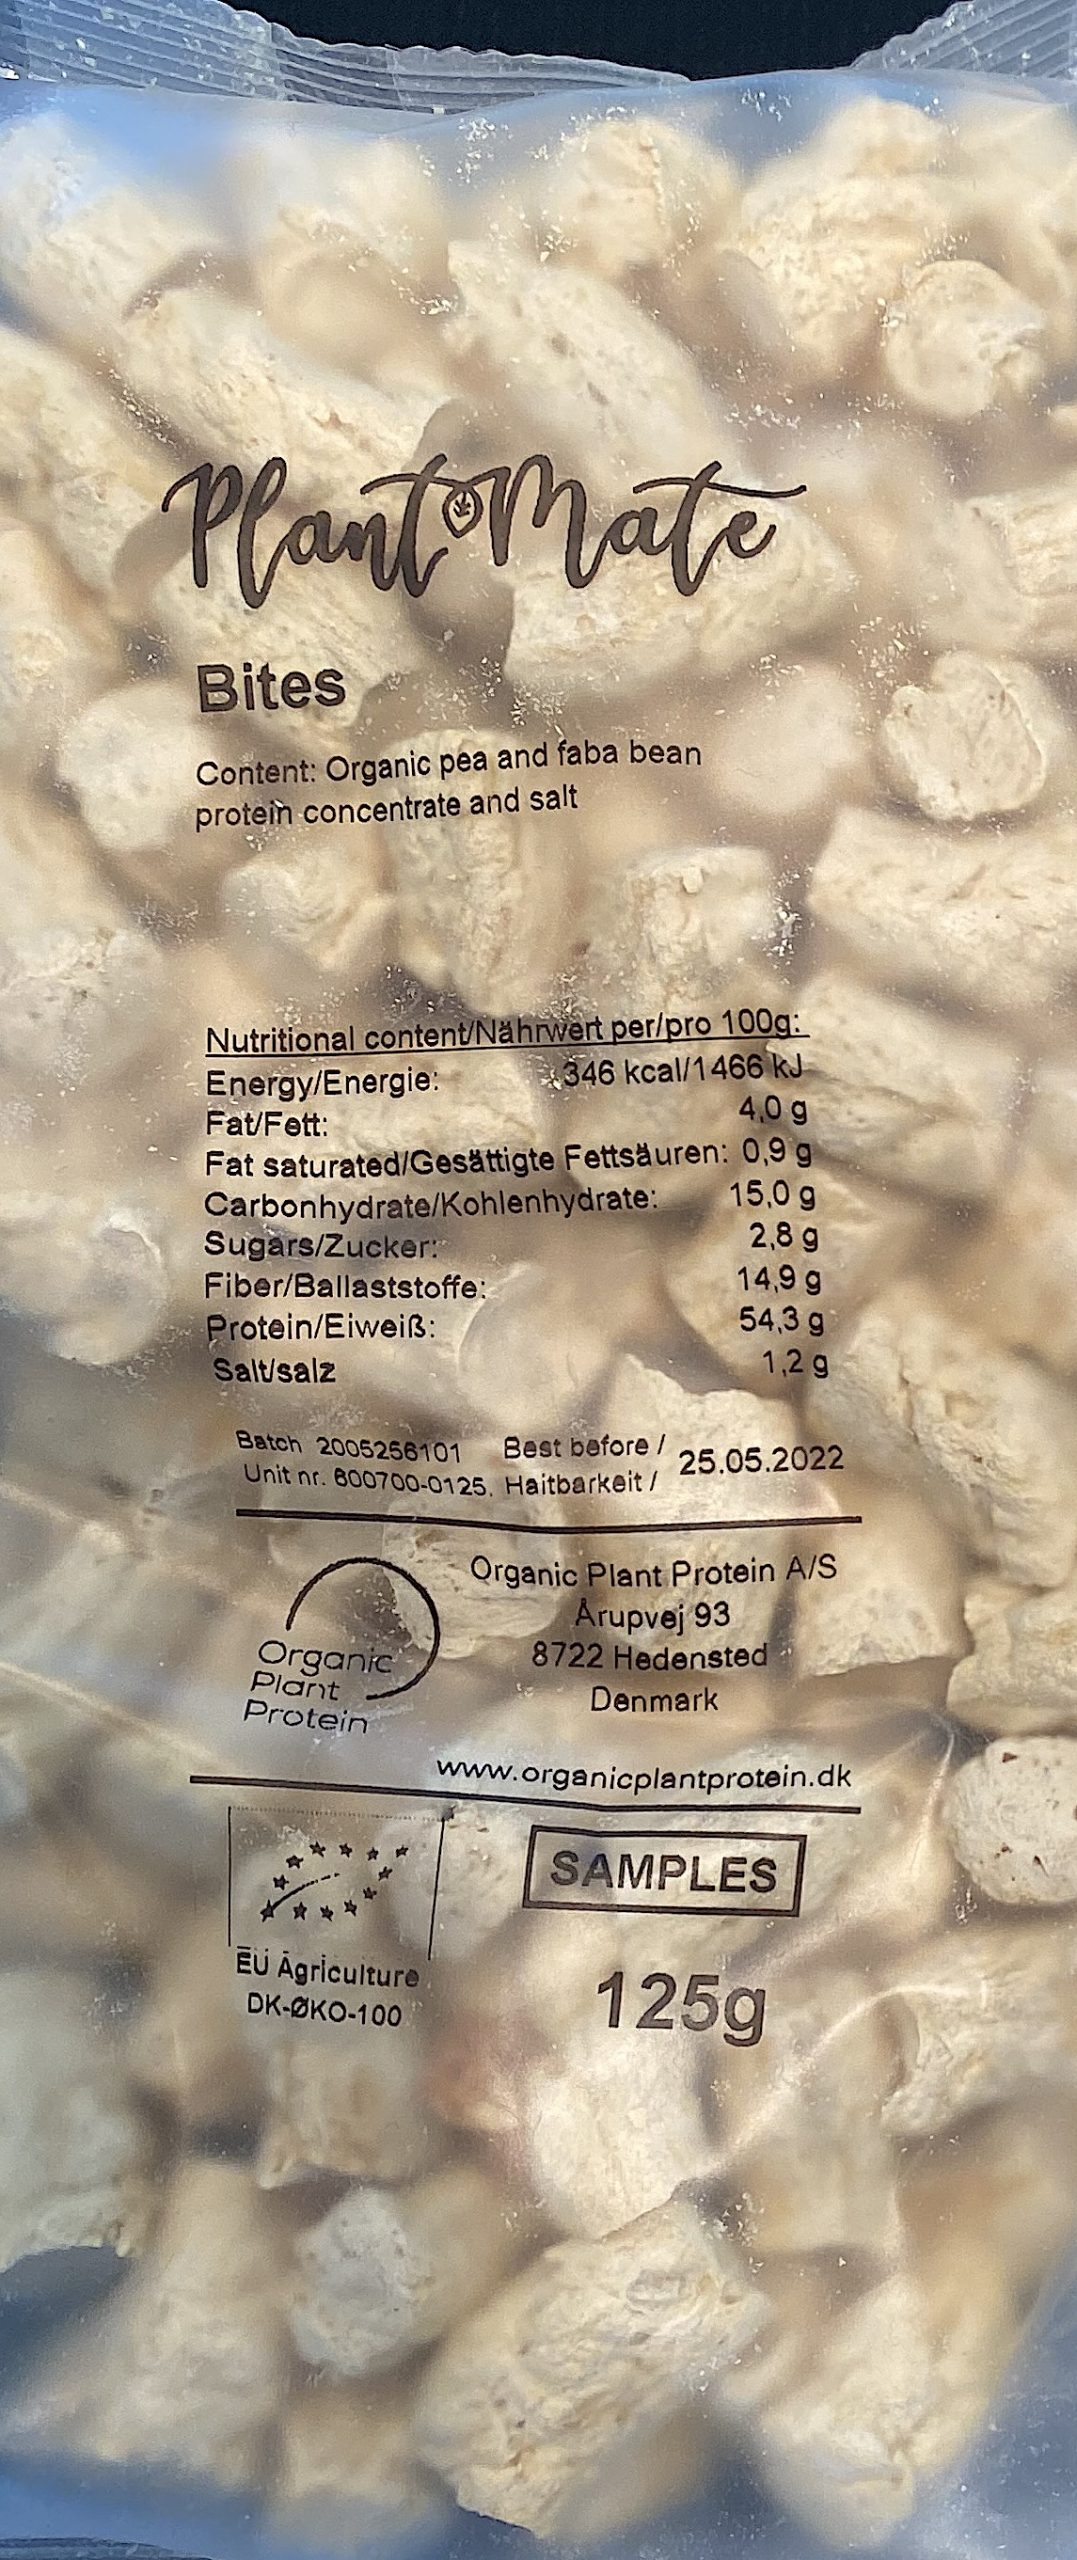 Plant Mate
Bites
Content: Organic pea and faba bean
protein concentrate and salt
Nutritional content/Nährwert per/pro 100g:
Energy/Energie: 346 kcal/1466 kJ
Fat/Fett: 4,0 g
Fat saturated/Gesättigte Fettsäuren: 0,9 g
Carbonhydrate/Kohlenhydrate: 15,0 g
Sugars/Zucker: 2,8 g
Fiber/Ballaststoffe: 14,9 g
Protein/Eiweiß: 54,3 g
Salt/salz 1,2 g
Batch 2005256101 Best before /
Unit nr. 600700-0125, Haitbarkeit / 25.05.2022
Organic
Plant
Protein
Organic Plant Protein A/S
Årupvej 93
8722 Hedensted
Denmark
www.organicplantprotein.dk
EU Agriculture
DK-ØKO-100
SAMPLES
125g